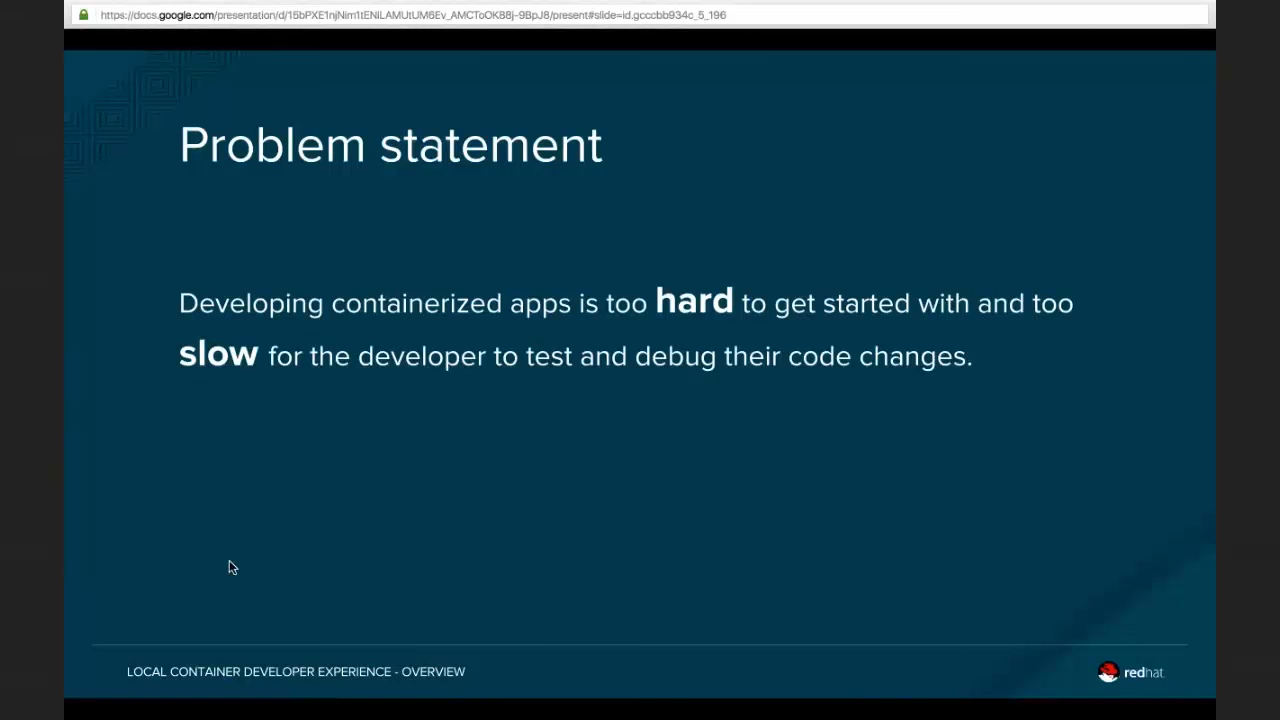 https://docs.google.com/presentation/d/15bPXE1njNim1tENlLAMUtUM6Ev_AMCToOK88j-9BpJ8/present#slide=id.gcccbb934c_5_196
Problem statement
Developing containerized apps is too hard to get started with and too
slow for the developer to test and debug their code changes.
LOCAL CONTAINER DEVELOPER EXPERIENCE - OVERVIEW
redhat.